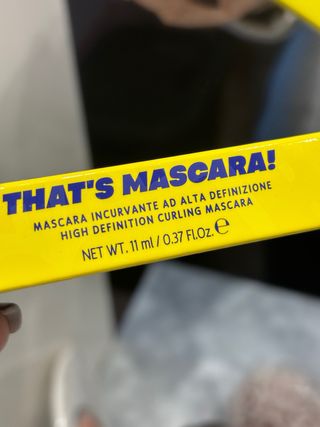 THAT'S MASCARA!
MASCARA INCURVANTE AD ALTA DEFINIZIONE
HIGH DEFINITION CURLING MASCARA
NET WT. 11 ml / 0.37 Fl.Oz. ℮